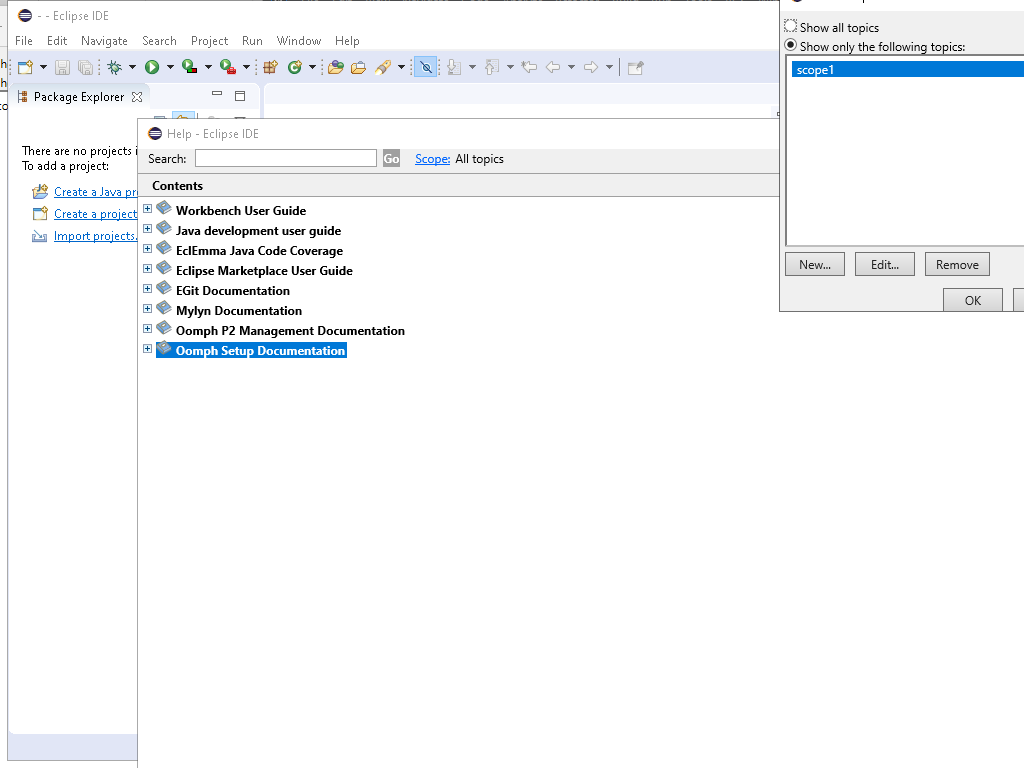 - - Eclipse IDE
File Edit Navigate Search Project Run Window Help
Package Explorer
There are no projects i
To add a project:
Create a Java pr
Create a project
Import projects.
Help - Eclipse IDE
Search: Go Scope: All topics
Contents
Workbench User Guide
Java development user guide
EclEmma Java Code Coverage
Eclipse Marketplace User Guide
EGit Documentation
Mylyn Documentation
Oomph P2 Management Documentation
Oomph Setup Documentation
Show all topics
Show only the following topics:
scope1
New... Edit... Remove
OK